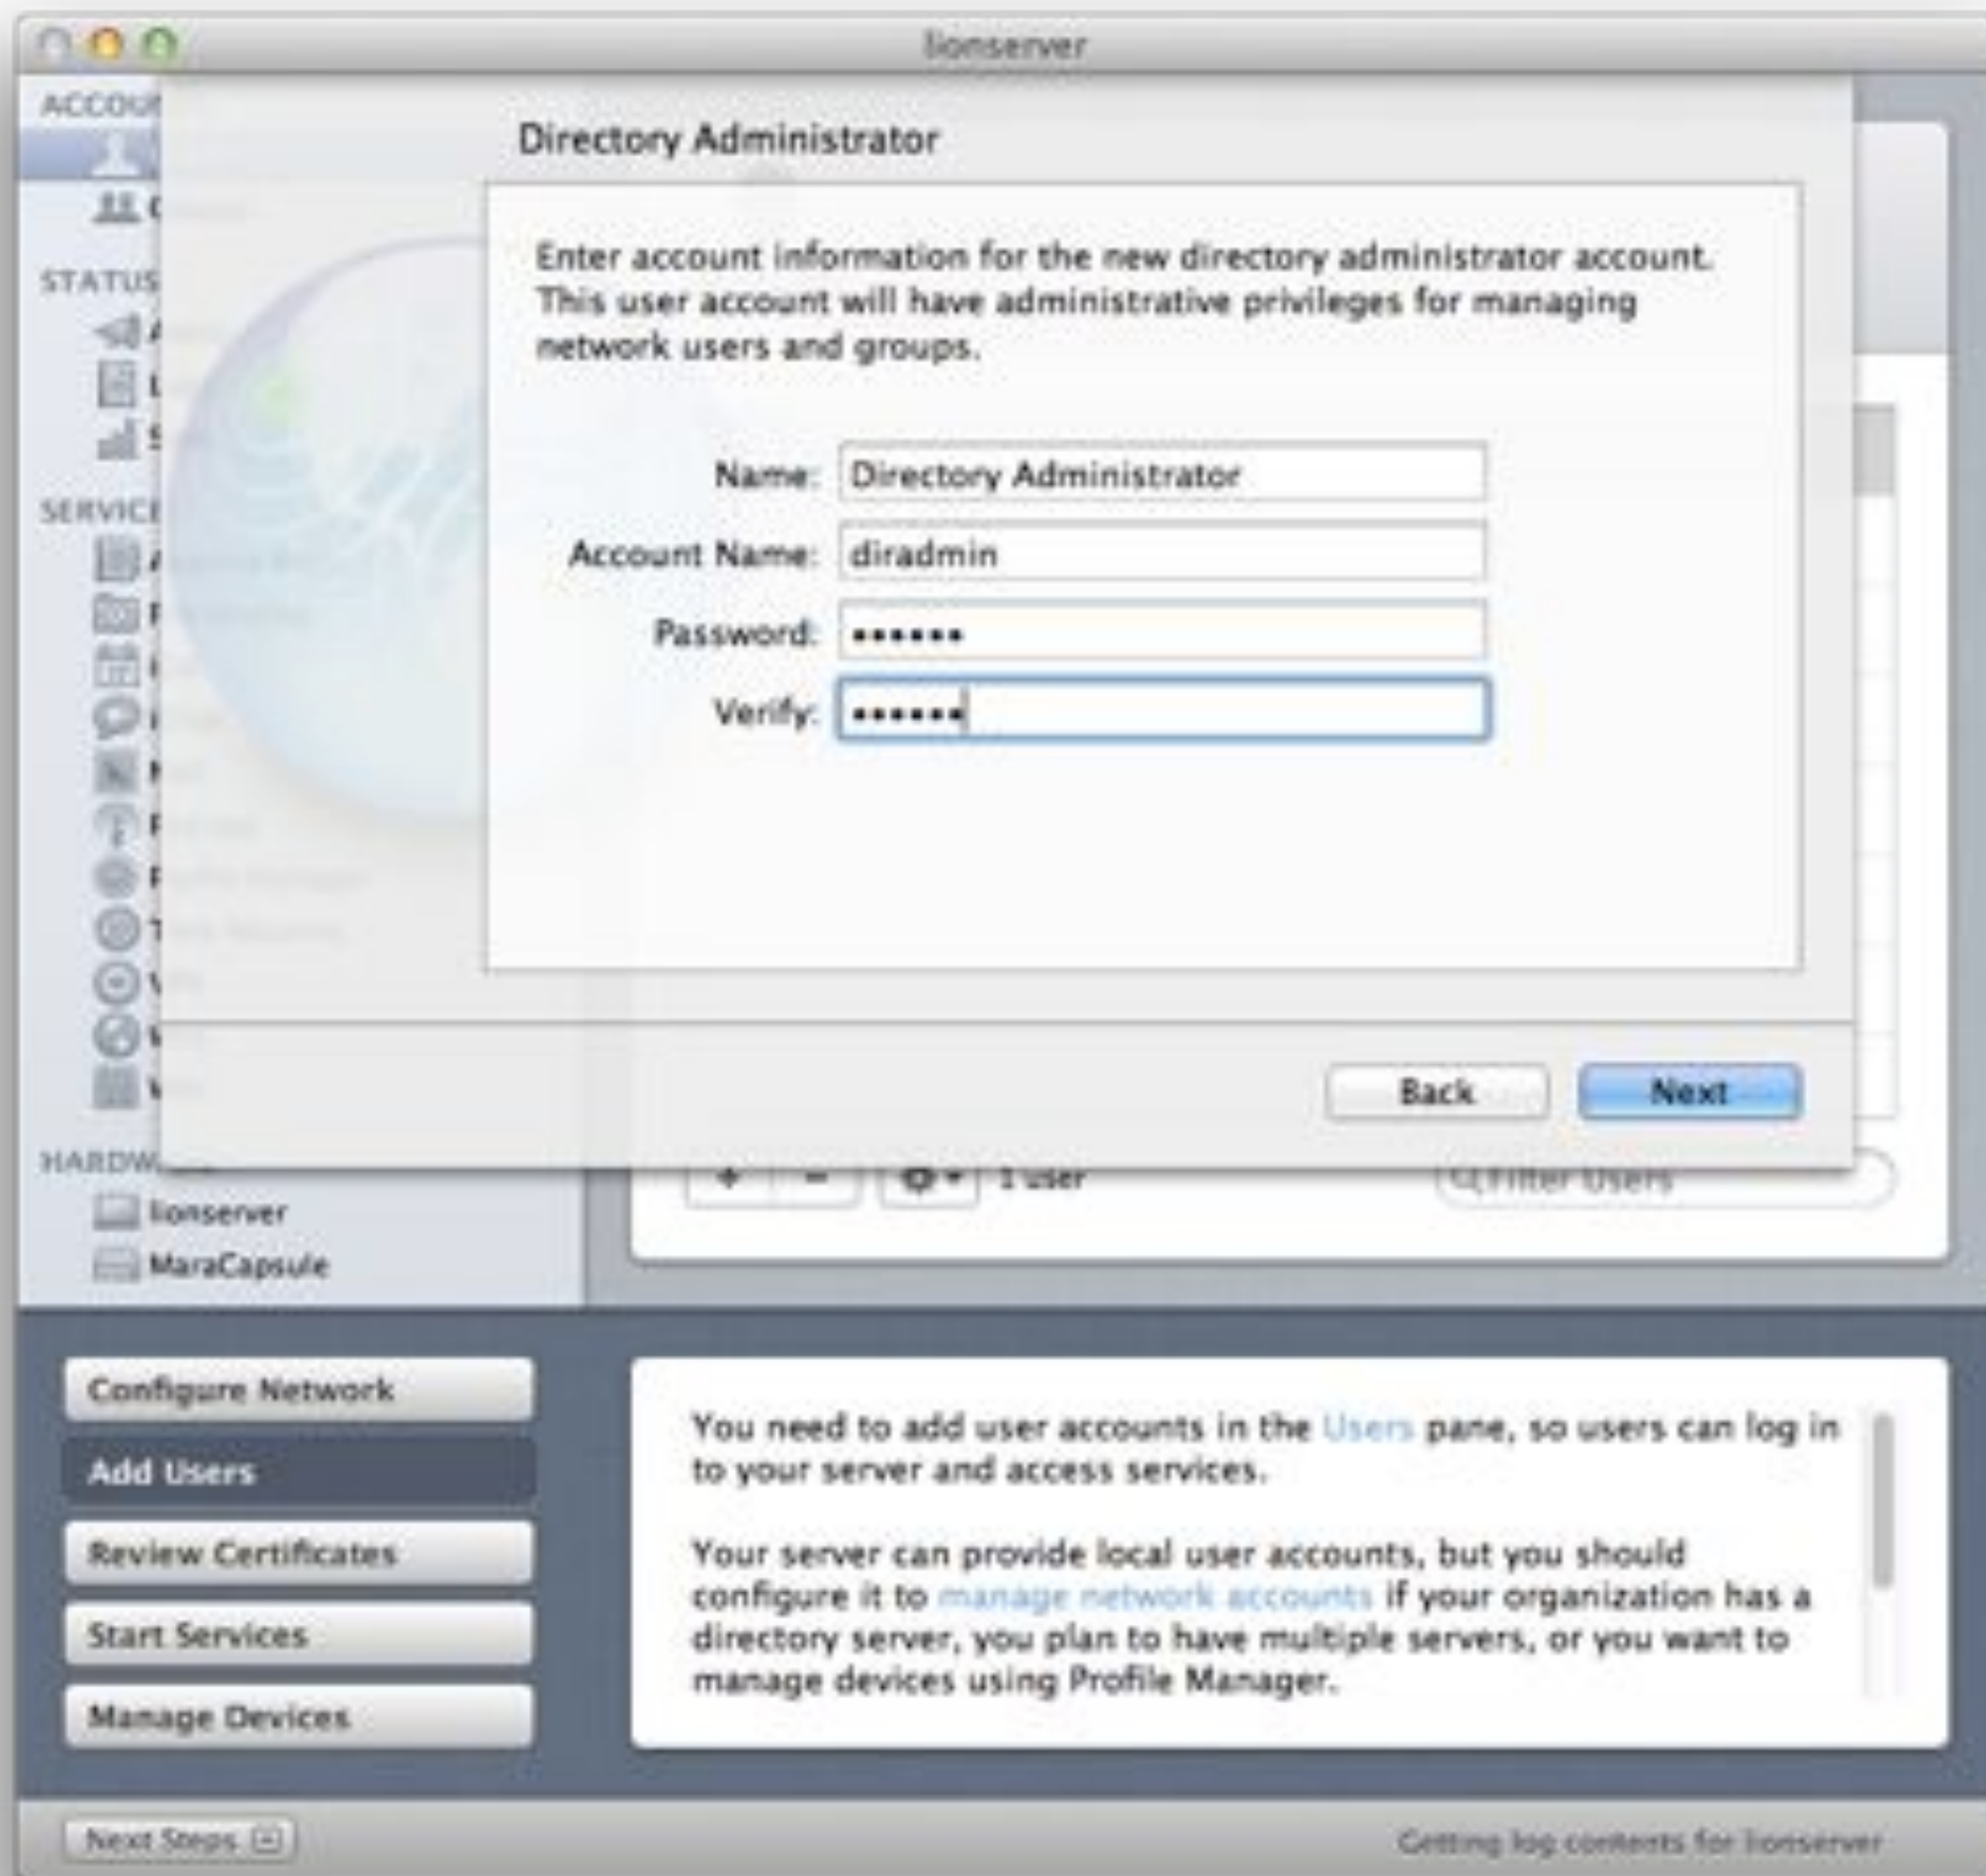 lionserver
Directory Administrator
Enter account information for the new directory administrator account.
This user account will have administrative privileges for managing
network users and groups.
Name: Directory Administrator
Account Name: diradmin
Password: ••••••
Verify: ••••••
Back
Next
ACCOU
STATUS
SERVICE
HARDW
lionserver
MaraCapsule
+ − 1 user
Filter Users
Configure Network
Add Users
Review Certificates
Start Services
Manage Devices
You need to add user accounts in the Users pane, so users can log in
to your server and access services.
Your server can provide local user accounts, but you should
configure it to manage network accounts if your organization has a
directory server, you plan to have multiple servers, or you want to
manage devices using Profile Manager.
Next Steps
Getting log contents for lionserver